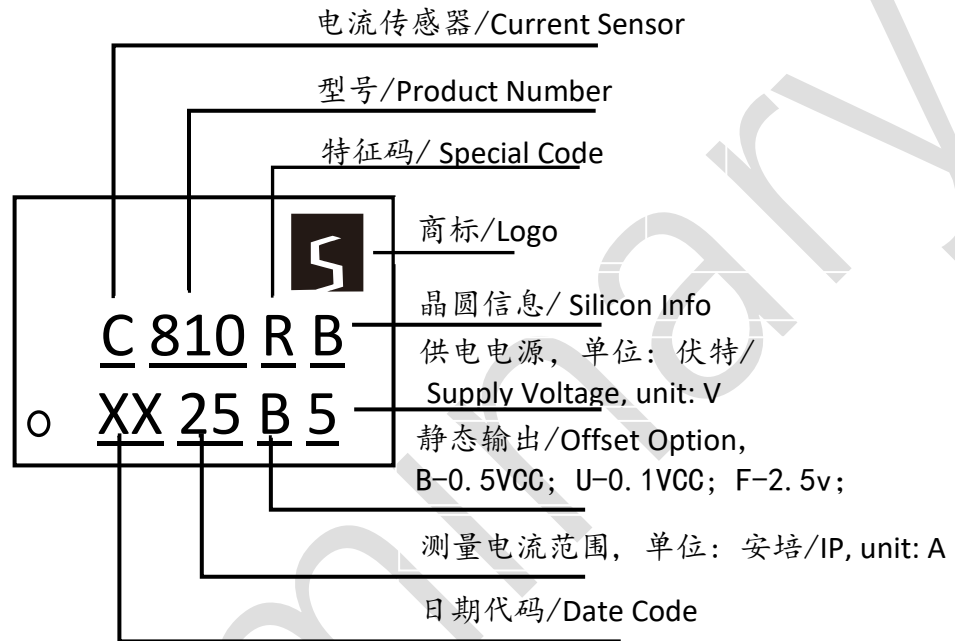 电流传感器/Current Sensor
型号/Product Number
特征码/ Special Code
商标/Logo
晶圆信息/ Silicon Info
C 810 R B
供电电源，单位：伏特/
Supply Voltage, unit: V
XX 25 B 5
静态输出/Offset Option,
B-0.5VCC；U-0.1VCC；F-2.5v；
测量电流范围，单位：安培/IP, unit: A
日期代码/Date Code